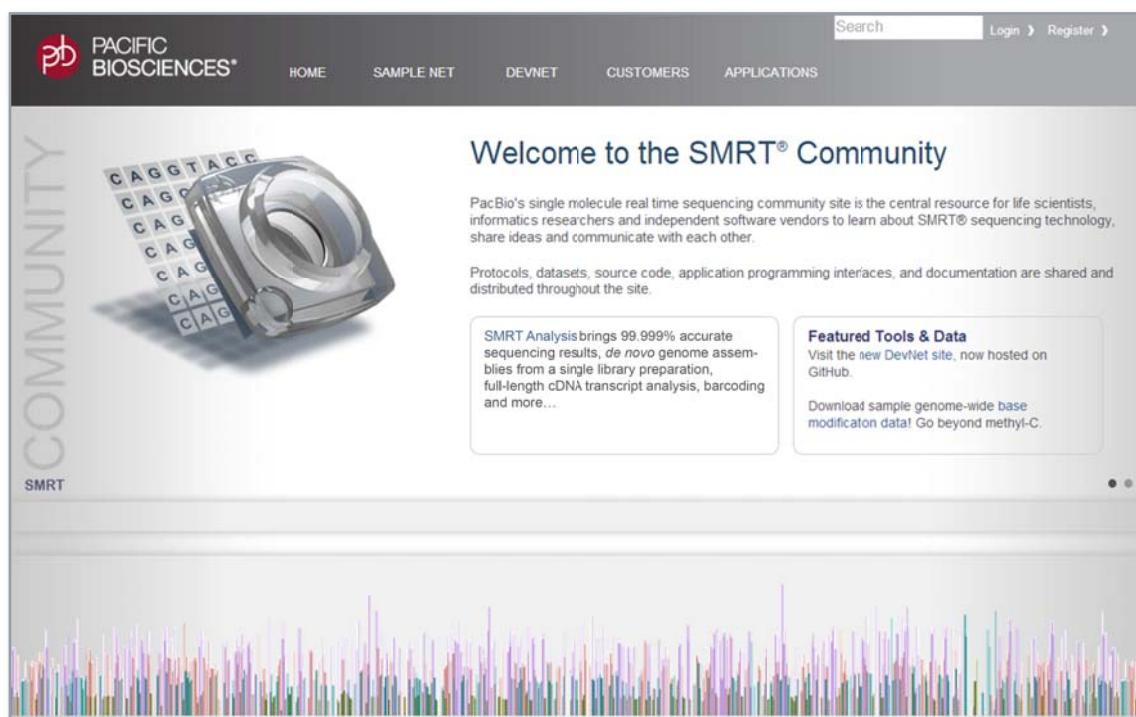 Search
Login ❯ Register ❯
pb
PACIFIC
BIOSCIENCES®
HOME SAMPLE NET DEVNET CUSTOMERS APPLICATIONS
COMMUNITY
SMRT
CAGGTACC
CAGG
CAG
CAG
CAG
CAG
CAG
Welcome to the SMRT® Community
PacBio's single molecule real time sequencing community site is the central resource for life scientists,
informatics researchers and independent software vendors to learn about SMRT® sequencing technology,
share ideas and communicate with each other.
Protocols, datasets, source code, application programming interfaces, and documentation are shared and
distributed throughout the site.
SMRT Analysis brings 99.999% accurate
sequencing results, de novo genome assem-
blies from a single library preparation,
full-length cDNA transcript analysis, barcoding
and more…
Featured Tools & Data
Visit the new DevNet site, now hosted on
GitHub.
Download sample genome-wide base
modificaton data! Go beyond methyl-C.